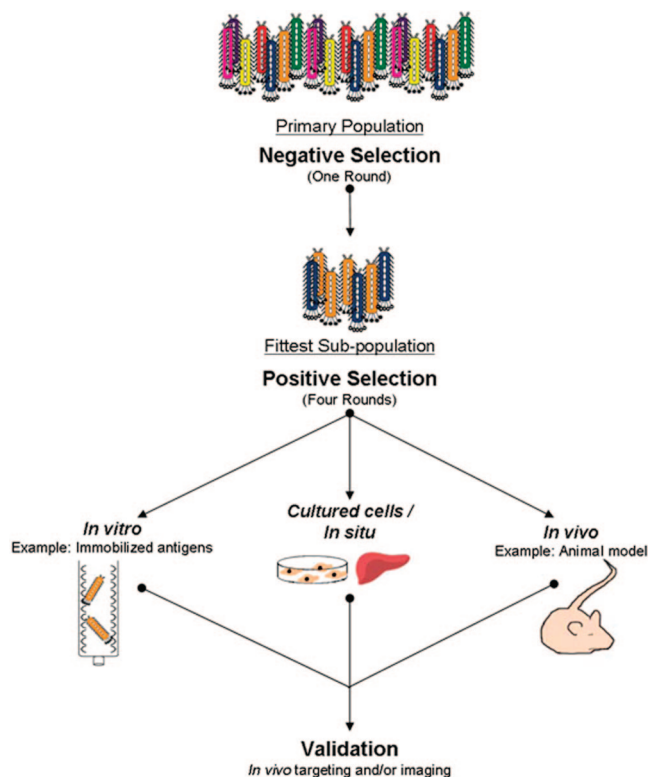 Primary Population
Negative Selection
(One Round)
Fittest Sub-population
Positive Selection
(Four Rounds)
In vitro
Example: Immobilized antigens
Cultured cells /
In situ
In vivo
Example: Animal model
Validation
In vivo targeting and/or imaging